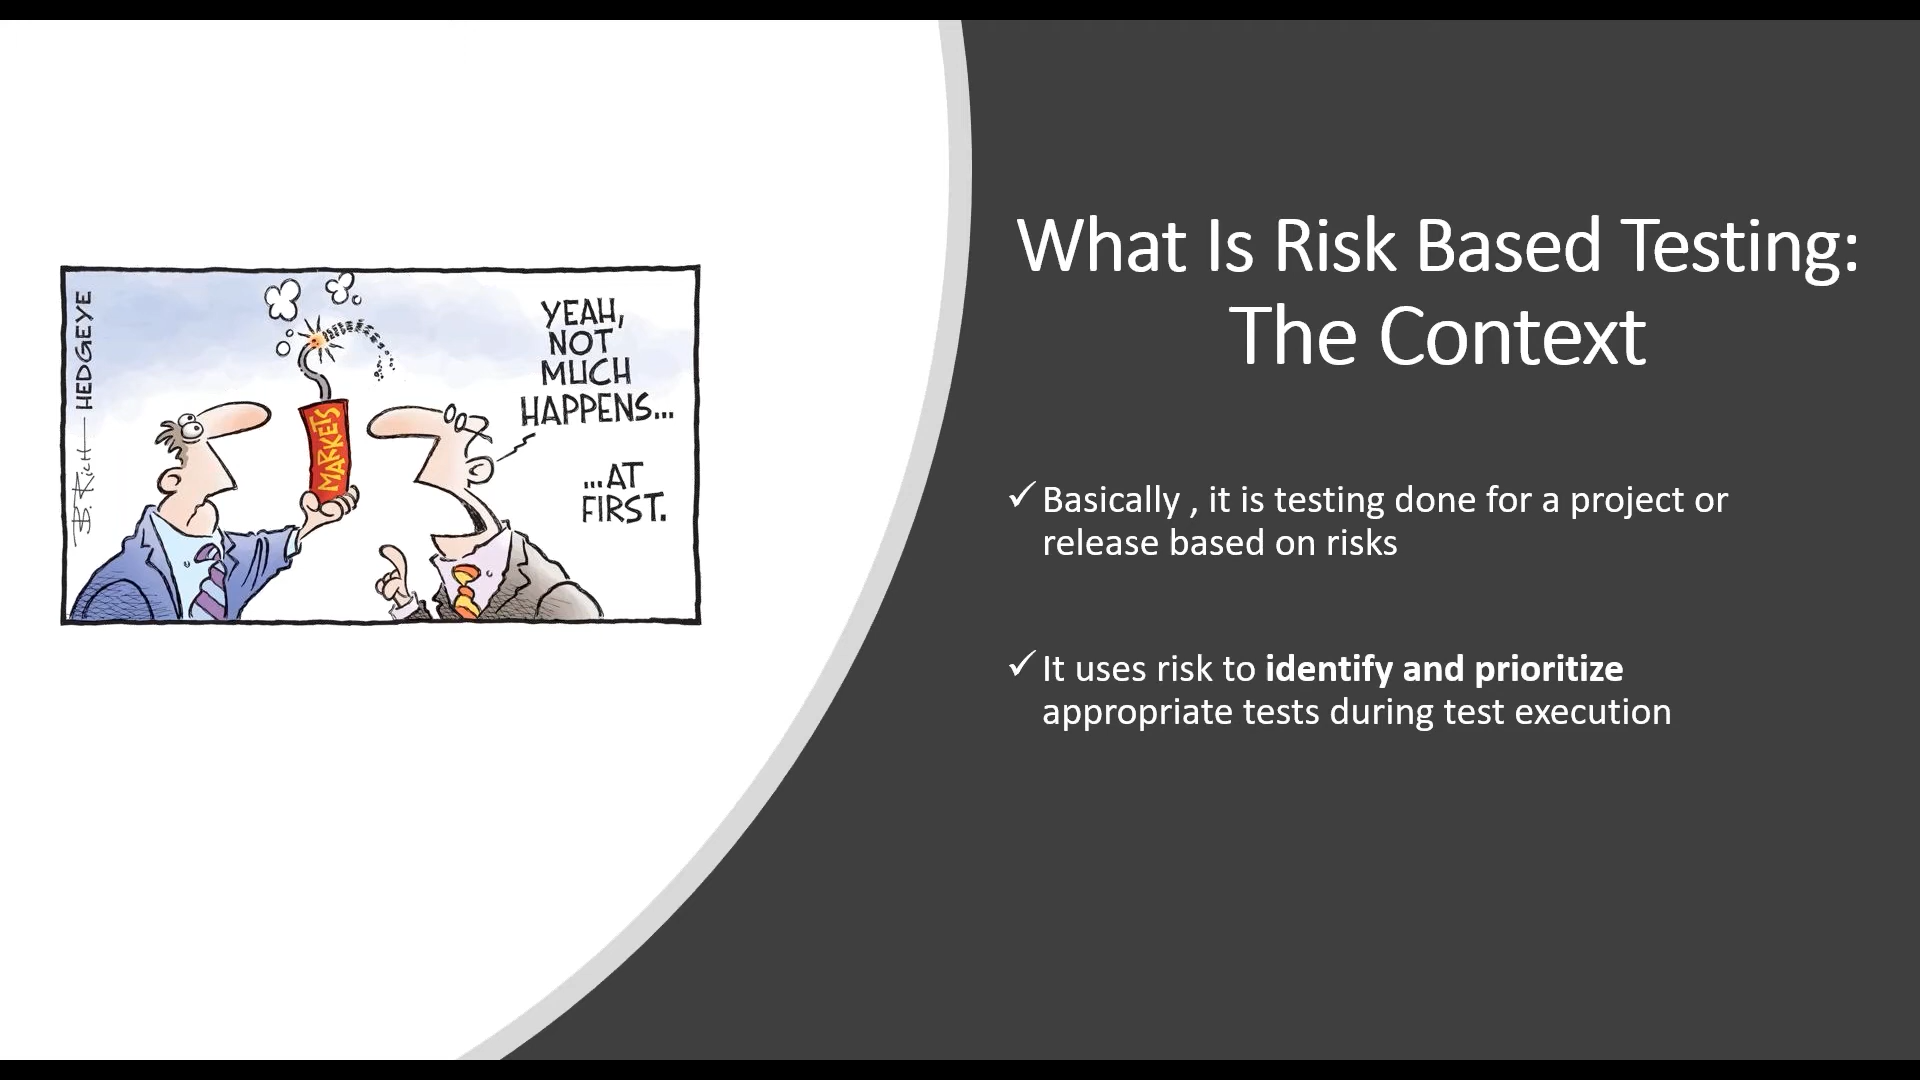 HEDGEYE
B. Rich
MARKETS
YEAH,
NOT
MUCH
HAPPENS...
...AT
FIRST.
What Is Risk Based Testing:
The Context
✓ Basically , it is testing done for a project or
release based on risks
✓ It uses risk to identify and prioritize
appropriate tests during test execution